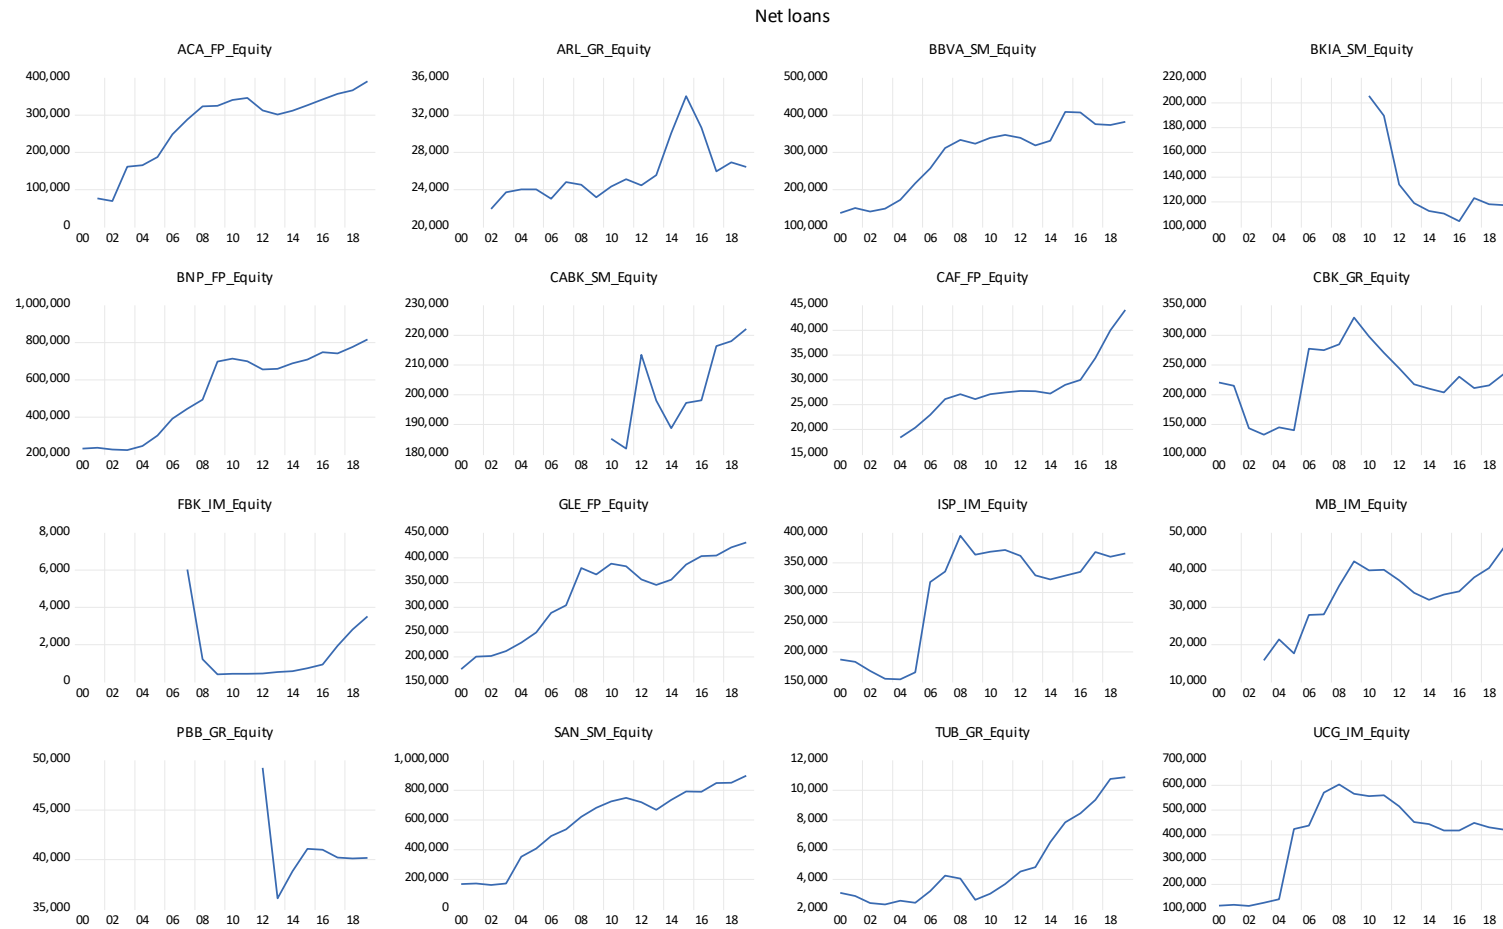 Net loans
ACA_FP_Equity
400,000
300,000
200,000
100,000
0
00 02 04 06 08 10 12 14 16 18
ARL_GR_Equity
36,000
32,000
28,000
24,000
20,000
00 02 04 06 08 10 12 14 16 18
BBVA_SM_Equity
500,000
400,000
300,000
200,000
100,000
00 02 04 06 08 10 12 14 16 18
BKIA_SM_Equity
220,000
200,000
180,000
160,000
140,000
120,000
100,000
00 02 04 06 08 10 12 14 16 18
BNP_FP_Equity
1,000,000
800,000
600,000
400,000
200,000
00 02 04 06 08 10 12 14 16 18
CABK_SM_Equity
230,000
220,000
210,000
200,000
190,000
180,000
00 02 04 06 08 10 12 14 16 18
CAF_FP_Equity
45,000
40,000
35,000
30,000
25,000
20,000
15,000
00 02 04 06 08 10 12 14 16 18
CBK_GR_Equity
350,000
300,000
250,000
200,000
150,000
100,000
00 02 04 06 08 10 12 14 16 18
FBK_IM_Equity
8,000
6,000
4,000
2,000
0
00 02 04 06 08 10 12 14 16 18
GLE_FP_Equity
450,000
400,000
350,000
300,000
250,000
200,000
150,000
00 02 04 06 08 10 12 14 16 18
ISP_IM_Equity
400,000
350,000
300,000
250,000
200,000
150,000
00 02 04 06 08 10 12 14 16 18
MB_IM_Equity
50,000
40,000
30,000
20,000
10,000
00 02 04 06 08 10 12 14 16 18
PBB_GR_Equity
50,000
45,000
40,000
35,000
00 02 04 06 08 10 12 14 16 18
SAN_SM_Equity
1,000,000
800,000
600,000
400,000
200,000
0
00 02 04 06 08 10 12 14 16 18
TUB_GR_Equity
12,000
10,000
8,000
6,000
4,000
2,000
00 02 04 06 08 10 12 14 16 18
UCG_IM_Equity
700,000
600,000
500,000
400,000
300,000
200,000
100,000
00 02 04 06 08 10 12 14 16 18